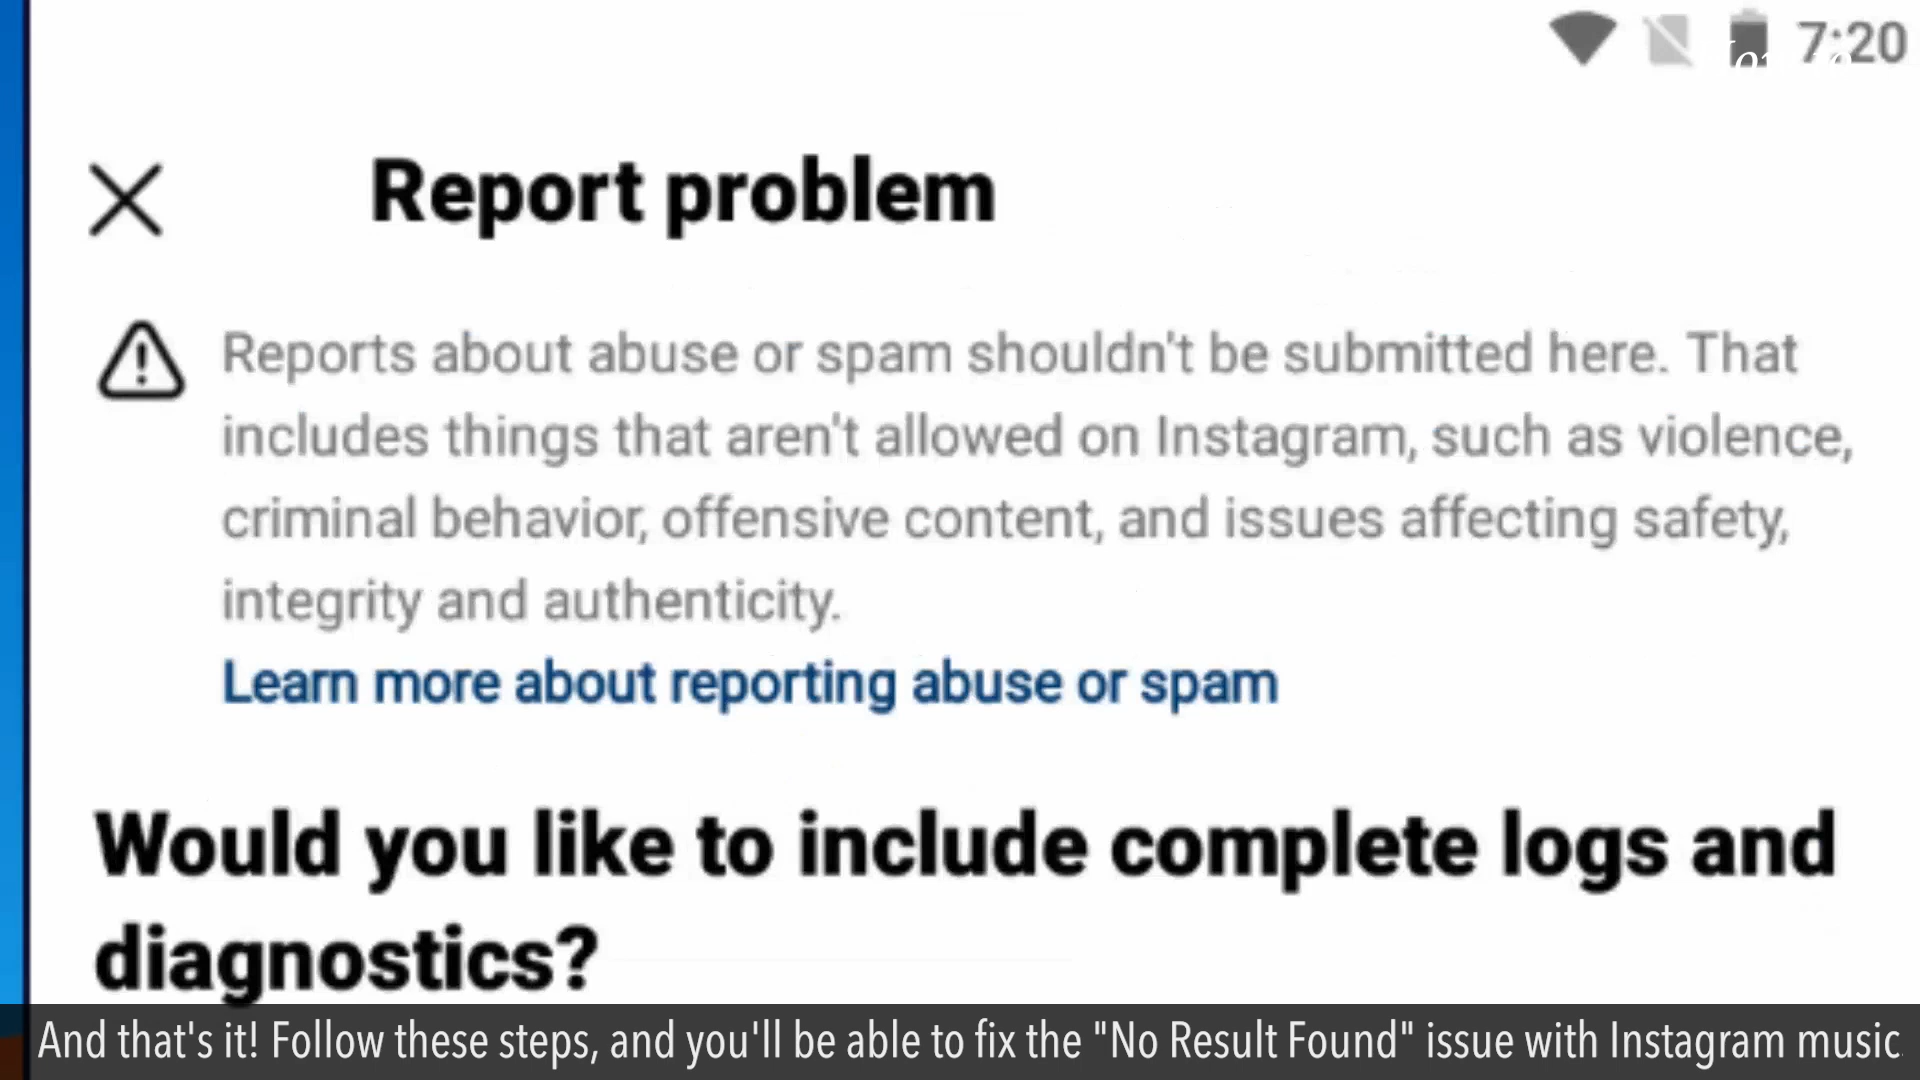 7:20
Report problem
Reports about abuse or spam shouldn't be submitted here. That
includes things that aren't allowed on Instagram, such as violence,
criminal behavior, offensive content, and issues affecting safety,
integrity and authenticity.
Learn more about reporting abuse or spam
Would you like to include complete logs and
diagnostics?
And that's it! Follow these steps, and you'll be able to fix the "No Result Found" issue with Instagram music